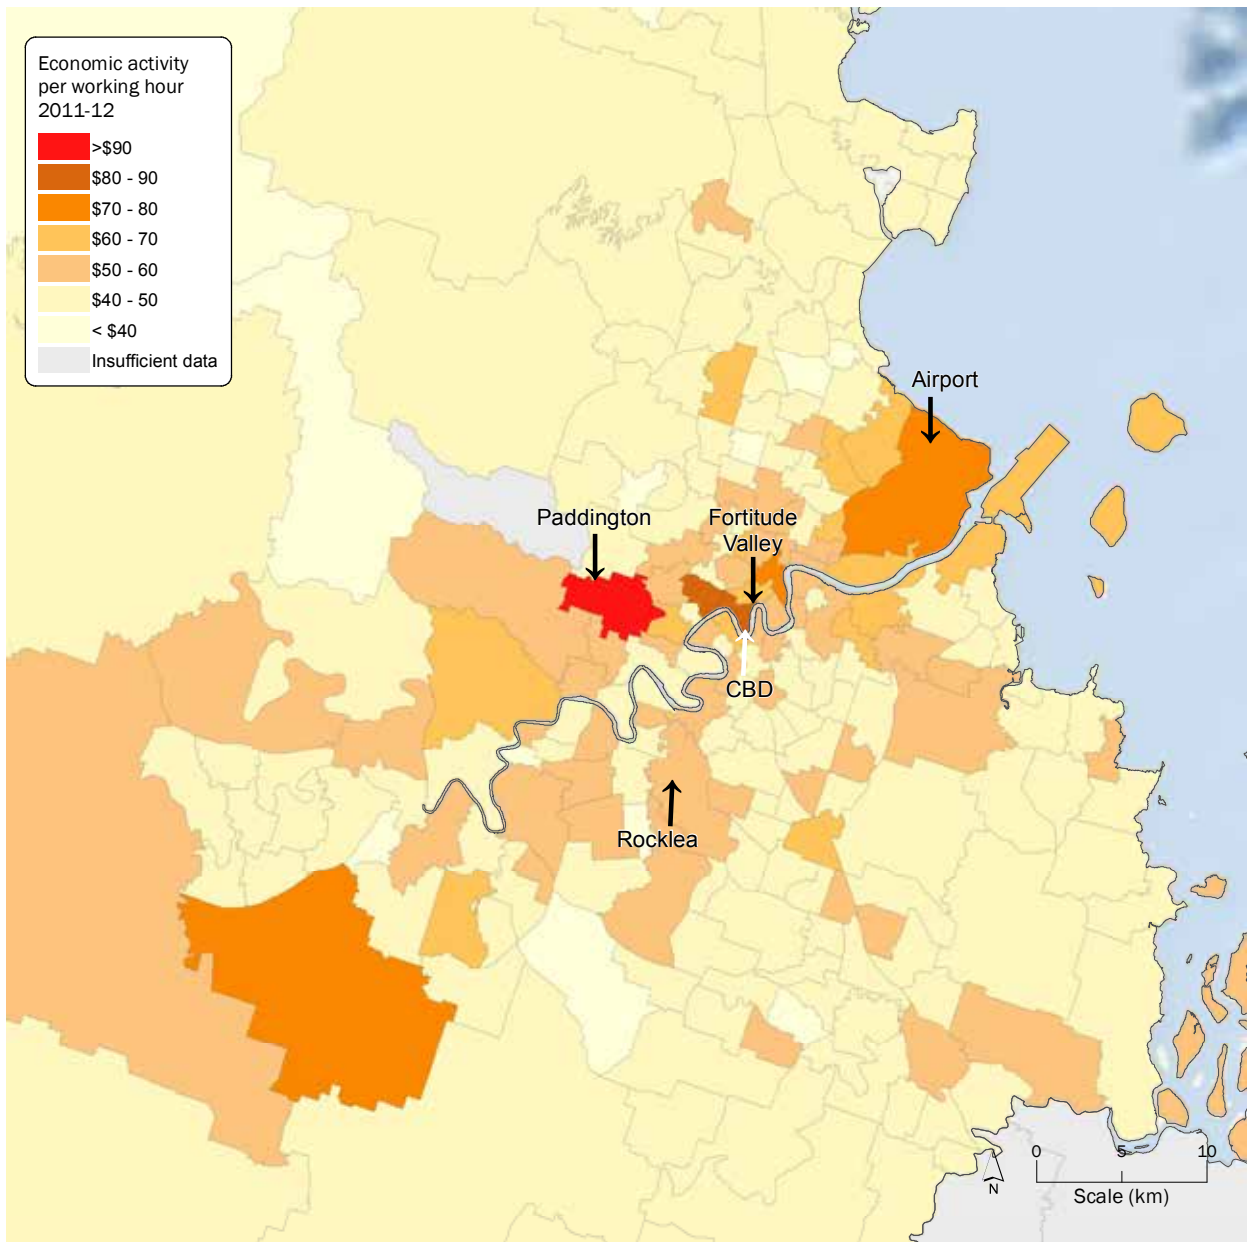 Economic activity
per working hour
2011-12
>$90
$80 - 90
$70 - 80
$60 - 70
$50 - 60
$40 - 50
< $40
Insufficient data
Airport
Paddington
Fortitude
Valley
CBD
Rocklea
0 5 10
N
Scale (km)